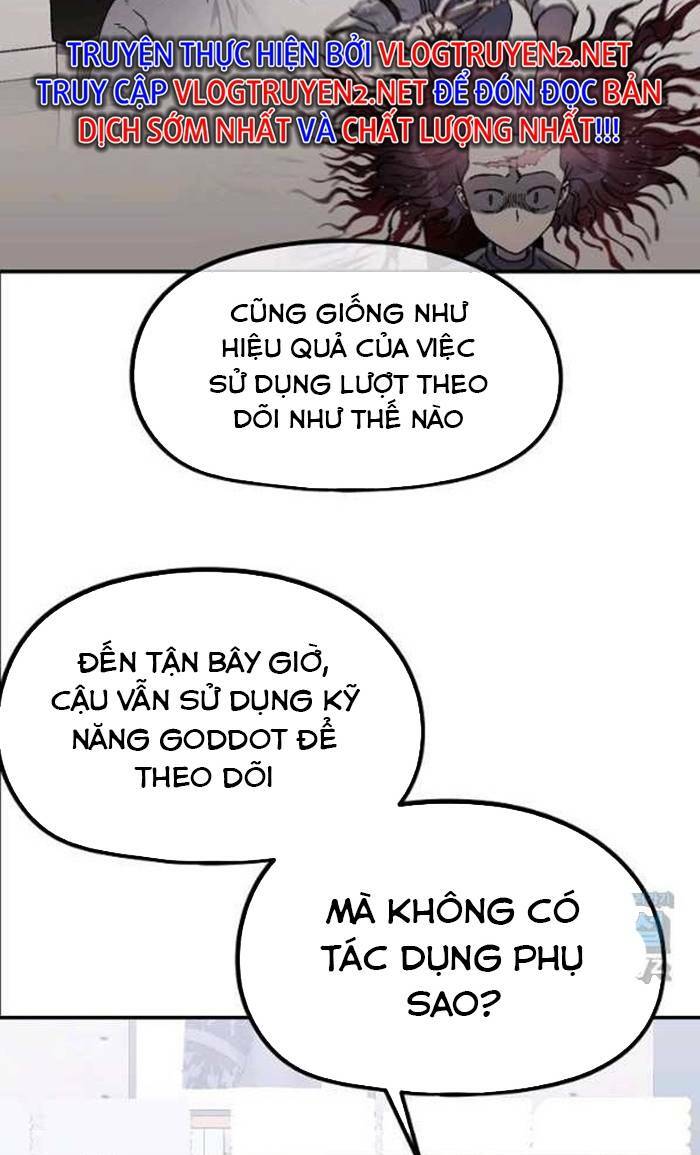 TRUYỆN THỰC HIỆN BỞI VLOGTRUYEN2.NET
TRUY CẬP VLOGTRUYEN2.NET ĐỂ ĐÓN ĐỌC BẢN
DỊCH SỚM NHẤT VÀ CHẤT LƯỢNG NHẤT!!!
CŨNG GIỐNG NHƯ
HIỆU QUẢ CỦA VIỆC
SỬ DỤNG LƯỢT THEO
DÕI NHƯ THẾ NÀO
ĐẾN TẬN BÂY GIỜ,
CẬU VẪN SỬ DỤNG KỸ
NĂNG GODDOT ĐỂ
THEO DÕI
MÀ KHÔNG CÓ
TÁC DỤNG PHỤ
SAO?